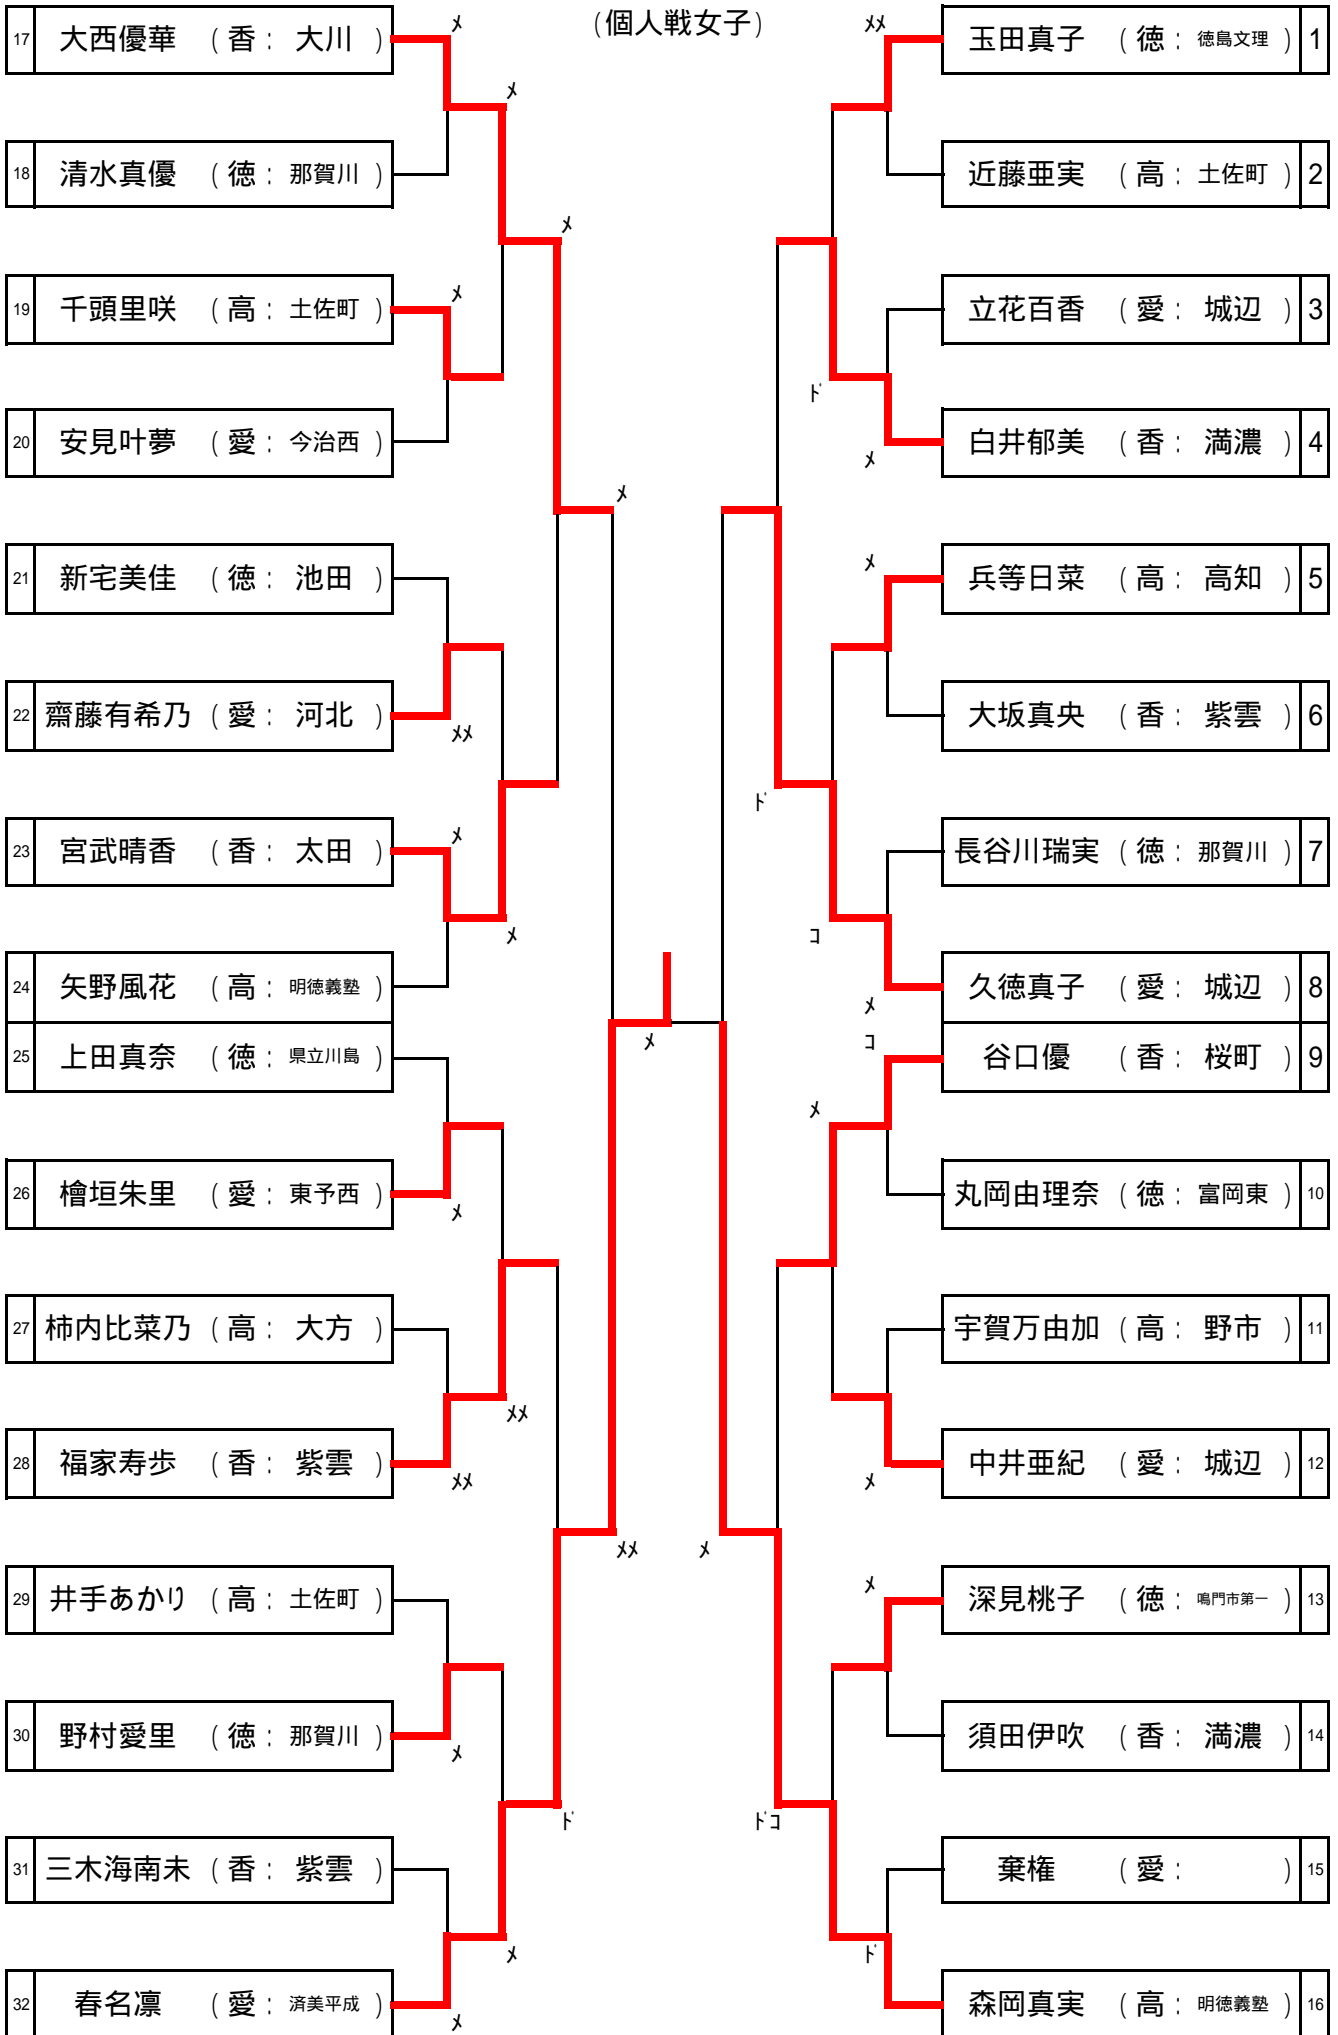 (個人戦女子)
17 大西優華 (香: 大川)
ﾒ
ﾒ
18 清水真優 (徳: 那賀川)
ﾒ
19 千頭里咲 (高: 土佐町)
ﾒ
20 安見叶夢 (愛: 今治西)
ﾒ
21 新宅美佳 (徳: 池田)
22 齋藤有希乃 (愛: 河北)
ﾒﾒ
23 宮武晴香 (香: 太田)
ﾒ
ﾒ
24 矢野風花 (高: 明徳義塾)
25 上田真奈 (徳: 県立川島)
ﾒ
26 檜垣朱里 (愛: 東予西)
ﾒ
27 柿内比菜乃 (高: 大方)
ﾒﾒ
28 福家寿歩 (香: 紫雲)
ﾒﾒ
ﾒﾒ
29 井手あかり (高: 土佐町)
30 野村愛里 (徳: 那賀川)
ﾒ
ﾄﾞ
31 三木海南未 (香: 紫雲)
ﾒ
32 春名凛 (愛: 済美平成)
ﾒ
ﾒﾒ
玉田真子 (徳: 徳島文理) 1
近藤亜実 (高: 土佐町) 2
立花百香 (愛: 城辺) 3
ﾄﾞ
白井郁美 (香: 満濃) 4
ﾒ
ﾒ
兵等日菜 (高: 高知) 5
大坂真央 (香: 紫雲) 6
ﾄﾞ
長谷川瑞実 (徳: 那賀川) 7
ｺ
久徳真子 (愛: 城辺) 8
ﾒ
ｺ
谷口優 (香: 桜町) 9
ﾒ
丸岡由理奈 (徳: 富岡東) 10
宇賀万由加 (高: 野市) 11
中井亜紀 (愛: 城辺) 12
ﾒ
ﾒ
ﾒ
深見桃子 (徳: 鳴門市第一) 13
須田伊吹 (香: 満濃) 14
ﾄﾞｺ
棄権 (愛: ) 15
ﾄﾞ
森岡真実 (高: 明徳義塾) 16